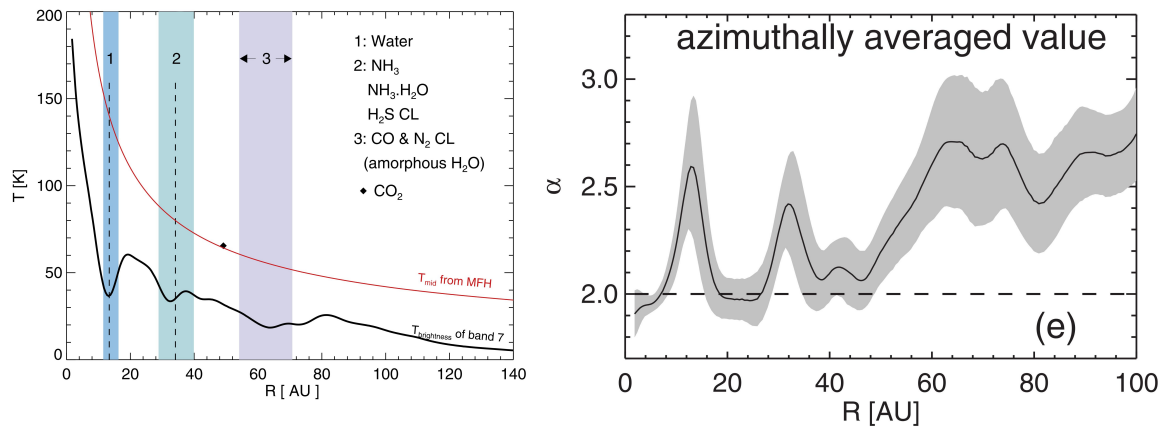 200
150
100
50
0
T [K]
1
2
3
1: Water
2: NH₃
NH₃.H₂O
H₂S CL
3: CO & N₂ CL
(amorphous H₂O)
CO₂
T_mid from MFH
T_brightness of band 7
0 20 40 60 80 100 120 140
R [ AU ]
azimuthally averaged value
3.0
2.5
2.0
α
(e)
0 20 40 60 80 100
R [AU]